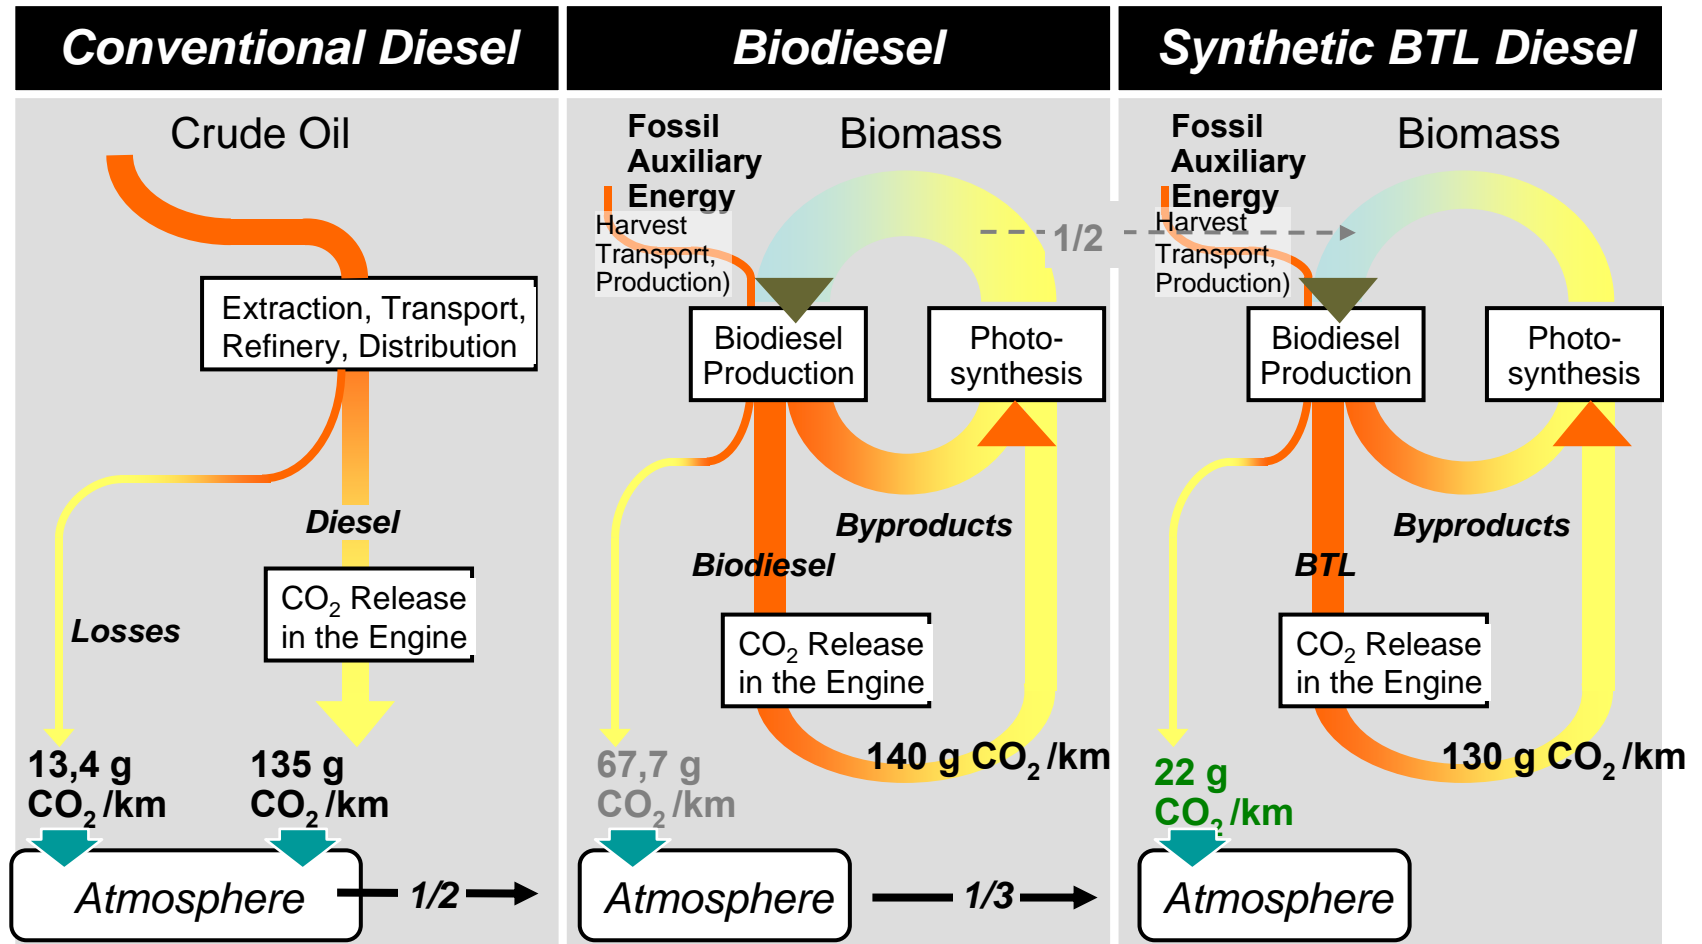 Conventional Diesel
Crude Oil
Extraction, Transport,
Refinery, Distribution
Diesel
CO₂ Release
in the Engine
Losses
13,4 g
CO₂ /km
135 g
CO₂ /km
Atmosphere
1/2
Biodiesel
Fossil
Auxiliary
Energy
Harvest
Transport,
Production)
Biomass
1/2
Biodiesel
Production
Photo-
synthesis
Byproducts
Biodiesel
CO₂ Release
in the Engine
67,7 g
CO₂ /km
140 g CO₂ /km
Atmosphere
1/3
Synthetic BTL Diesel
Fossil
Auxiliary
Energy
Harvest
Transport,
Production)
Biomass
Biodiesel
Production
Photo-
synthesis
Byproducts
BTL
CO₂ Release
in the Engine
22 g
CO₂ /km
130 g CO₂ /km
Atmosphere